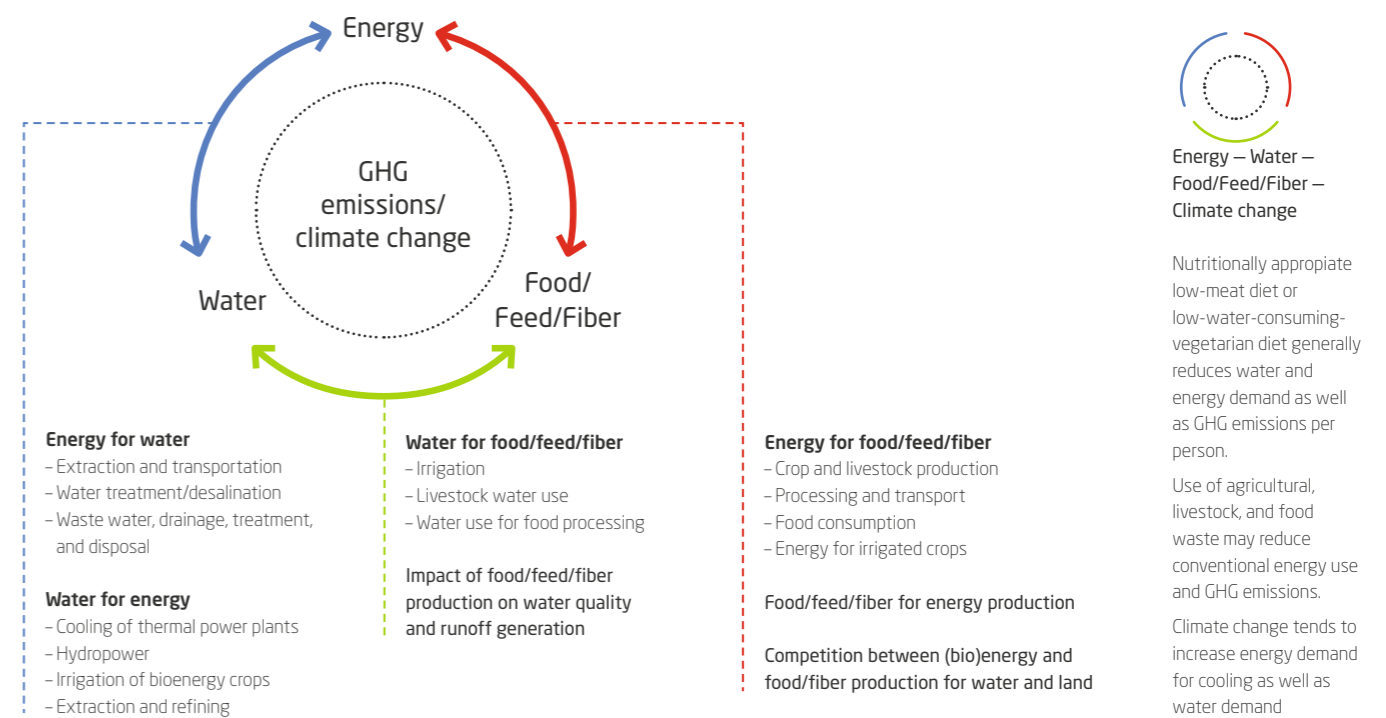 Energy
GHG
emissions/
climate change
Water
Food/
Feed/Fiber
Energy for water
– Extraction and transportation
– Water treatment/desalination
– Waste water, drainage, treatment,
and disposal
Water for energy
– Cooling of thermal power plants
– Hydropower
– Irrigation of bioenergy crops
– Extraction and refining
Water for food/feed/fiber
– Irrigation
– Livestock water use
– Water use for food processing
Impact of food/feed/fiber
production on water quality
and runoff generation
Energy for food/feed/fiber
– Crop and livestock production
– Processing and transport
– Food consumption
– Energy for irrigated crops
Food/feed/fiber for energy production
Competition between (bio)energy and
food/fiber production for water and land
Energy — Water —
Food/Feed/Fiber —
Climate change
Nutritionally appropiate
low-meat diet or
low-water-consuming-
vegetarian diet generally
reduces water and
energy demand as well
as GHG emissions per
person.
Use of agricultural,
livestock, and food
waste may reduce
conventional energy use
and GHG emissions.
Climate change tends to
increase energy demand
for cooling as well as
water demand